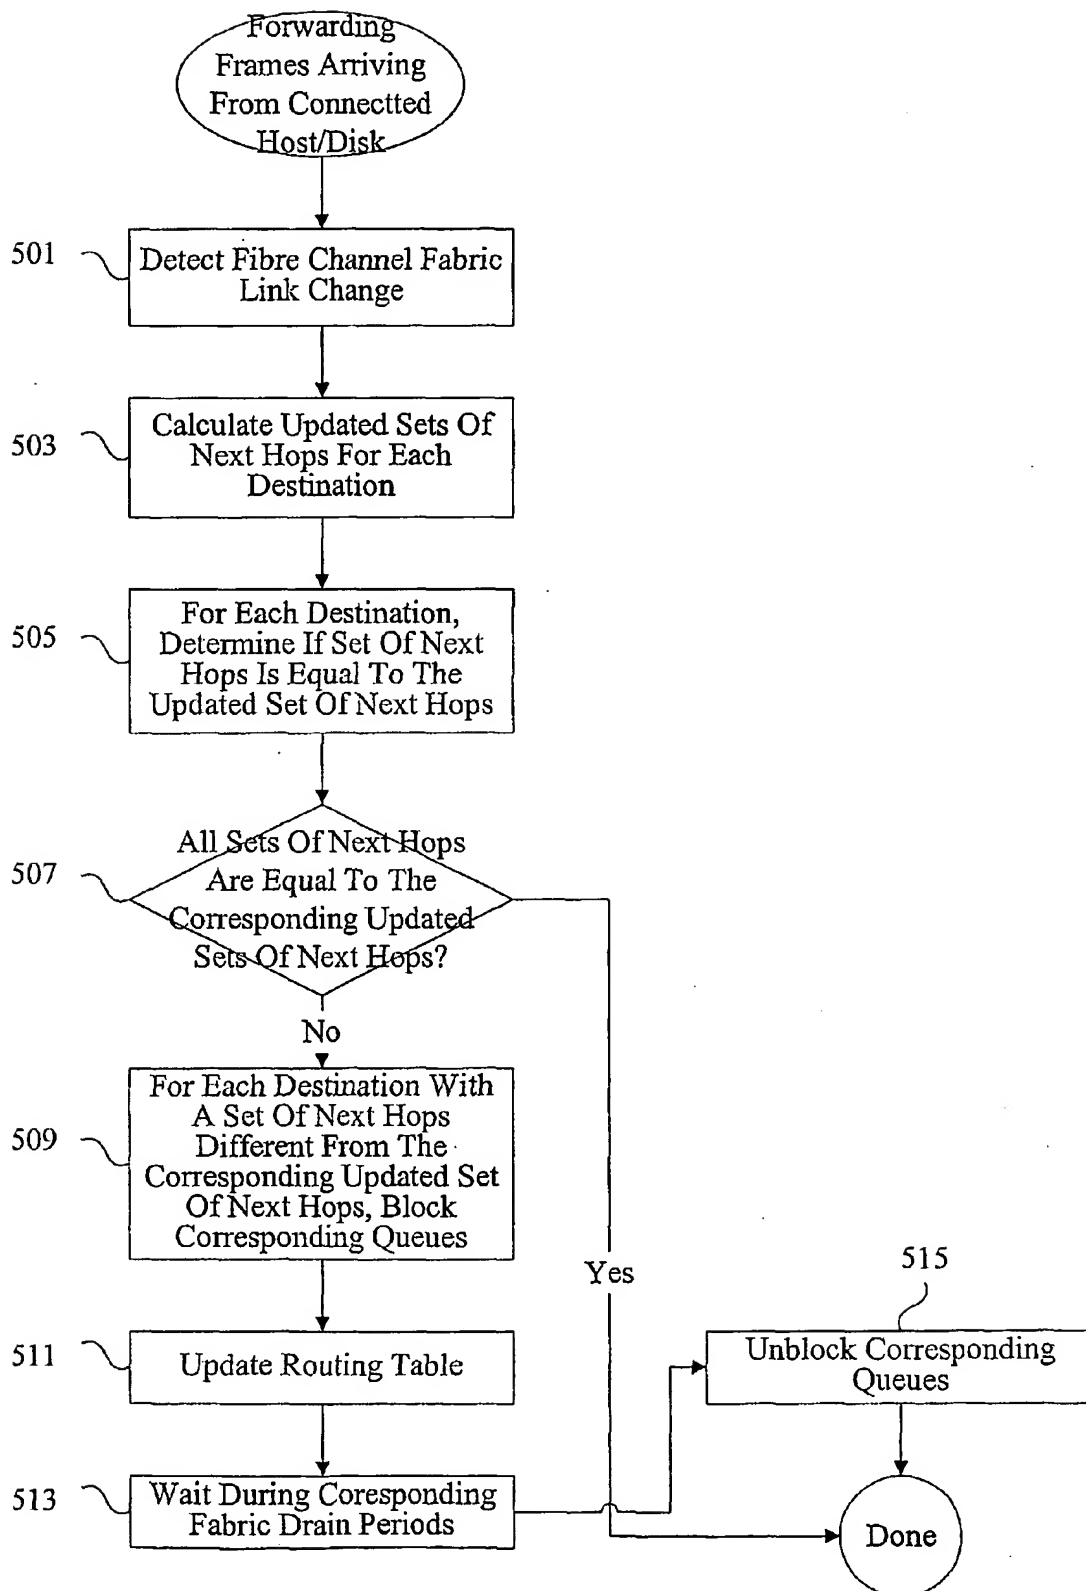 Forwarding
Frames Arriving
From Connectted
Host/Disk
501
Detect Fibre Channel Fabric
Link Change
503
Calculate Updated Sets Of
Next Hops For Each
Destination
505
For Each Destination,
Determine If Set Of Next
Hops Is Equal To The
Updated Set Of Next Hops
507
All Sets Of Next Hops
Are Equal To The
Corresponding Updated
Sets Of Next Hops?
No
509
For Each Destination With
A Set Of Next Hops
Different From The
Corresponding Updated Set
Of Next Hops, Block
Corresponding Queues
Yes
511
Update Routing Table
515
Unblock Corresponding
Queues
513
Wait During Coresponding
Fabric Drain Periods
Done